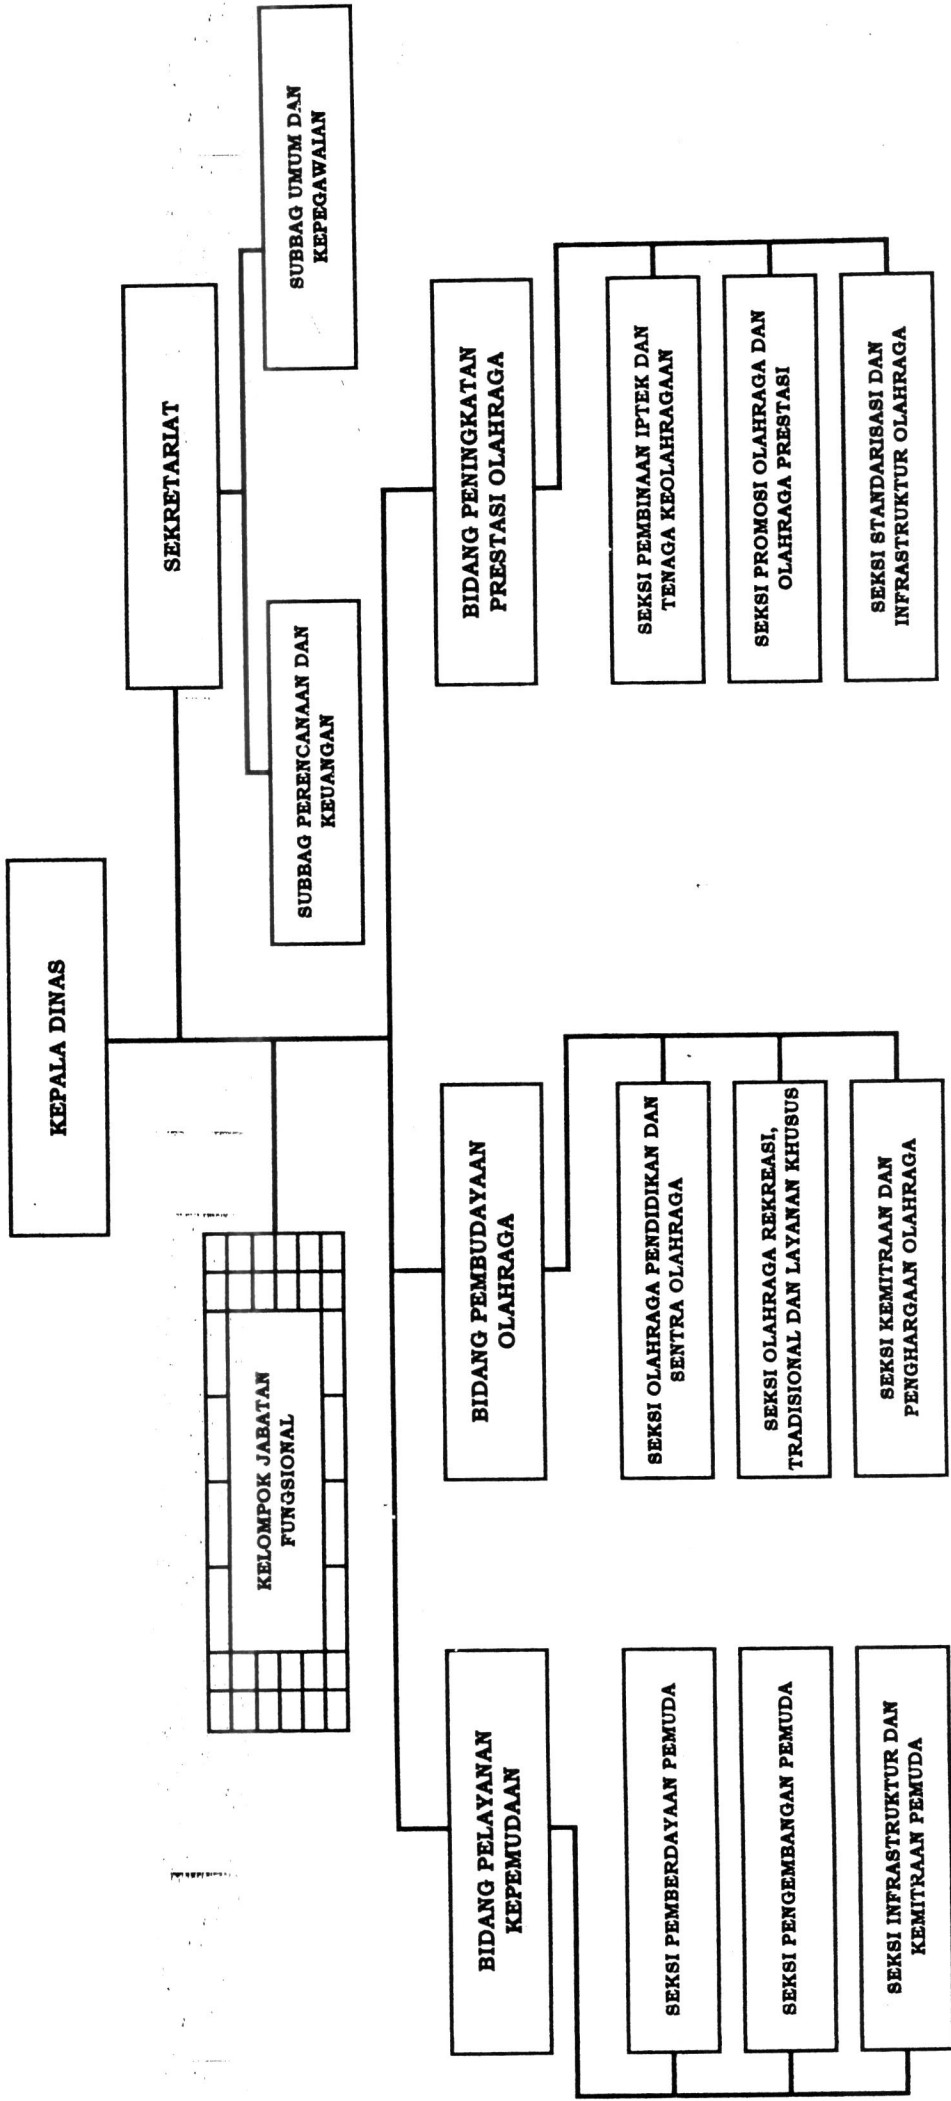 KEPALA DINAS
SEKRETARIAT
SUBBAG PERENCANAAN DAN
KEUANGAN
SUBBAG UMUM DAN
KEPEGAWAIAN
KELOMPOK JABATAN
FUNGSIONAL
BIDANG PELAYANAN
KEPEMUDAAN
SEKSI PEMBERDAYAAN PEMUDA
SEKSI PENGEMBANGAN PEMUDA
SEKSI INFRASTRUKTUR DAN
KEMITRAAN PEMUDA
BIDANG PEMBUDAYAAN
OLAHRAGA
SEKSI OLAHRAGA PENDIDIKAN DAN
SENTRA OLAHRAGA
SEKSI OLAHRAGA REKREASI,
TRADISIONAL DAN LAYANAN KHUSUS
SEKSI KEMITRAAN DAN
PENGHARGAAN OLAHRAGA
BIDANG PENINGKATAN
PRESTASI OLAHRAGA
SEKSI PEMBINAAN IPTEK DAN
TENAGA KEOLAHRAGAAN
SEKSI PROMOSI OLAHRAGA DAN
OLAHRAGA PRESTASI
SEKSI STANDARISASI DAN
INFRASTRUKTUR OLAHRAGA